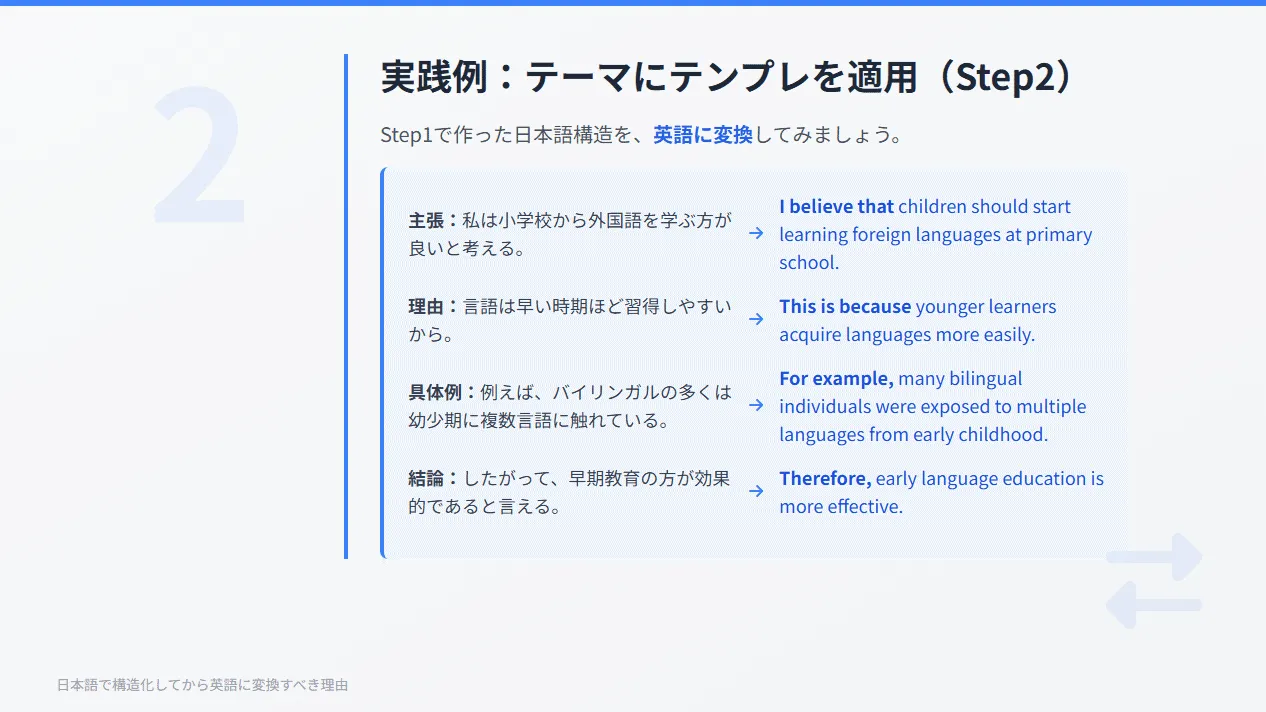 2
実践例：テーマにテンプレを適用（Step2）
Step1で作った日本語構造を、英語に変換してみましょう。
主張：私は小学校から外国語を学ぶ方が
良いと考える。
→
I believe that children should start
learning foreign languages at primary
school.
理由：言語は早い時期ほど習得しやすい
から。
→
This is because younger learners
acquire languages more easily.
具体例：例えば、バイリンガルの多くは
幼少期に複数言語に触れている。
→
For example, many bilingual
individuals were exposed to multiple
languages from early childhood.
結論：したがって、早期教育の方が効果
的であると言える。
→
Therefore, early language education is
more effective.
日本語で構造化してから英語に変換すべき理由